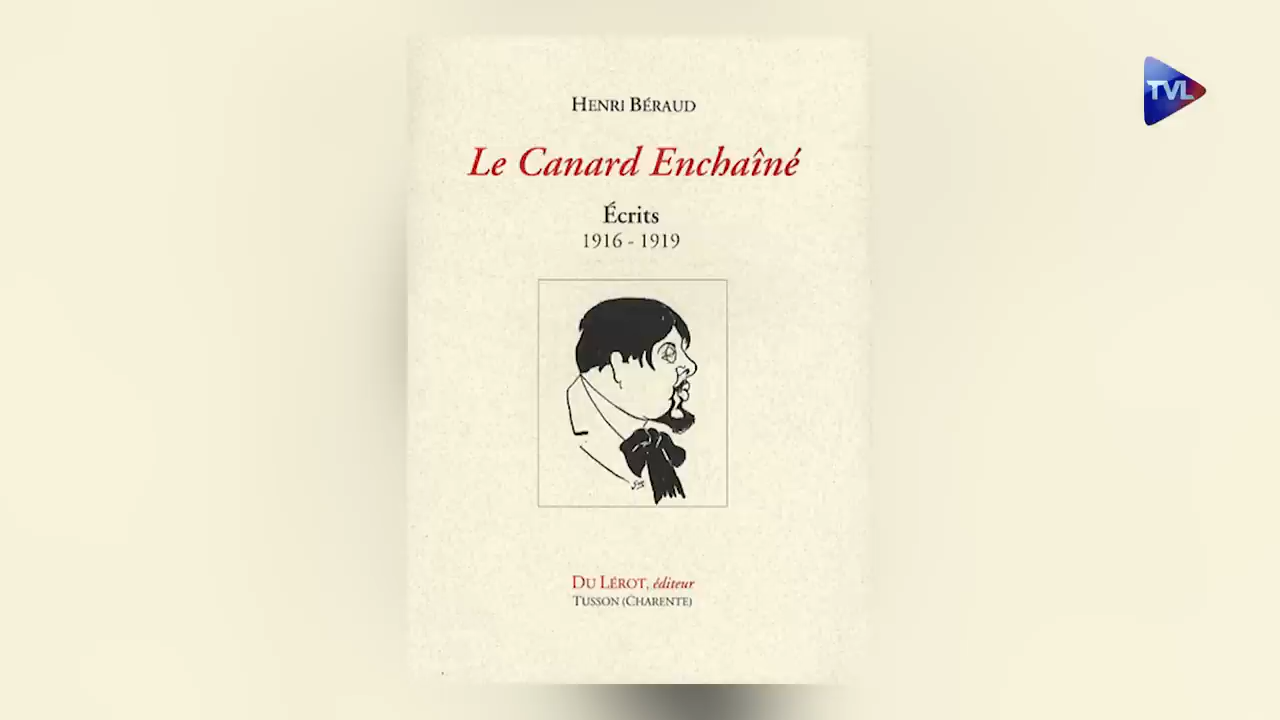 HENRI BÉRAUD
Le Canard Enchaîné
Écrits
1916 - 1919
DU LÉROT, éditeur
TUSSON (CHARENTE)
TVL